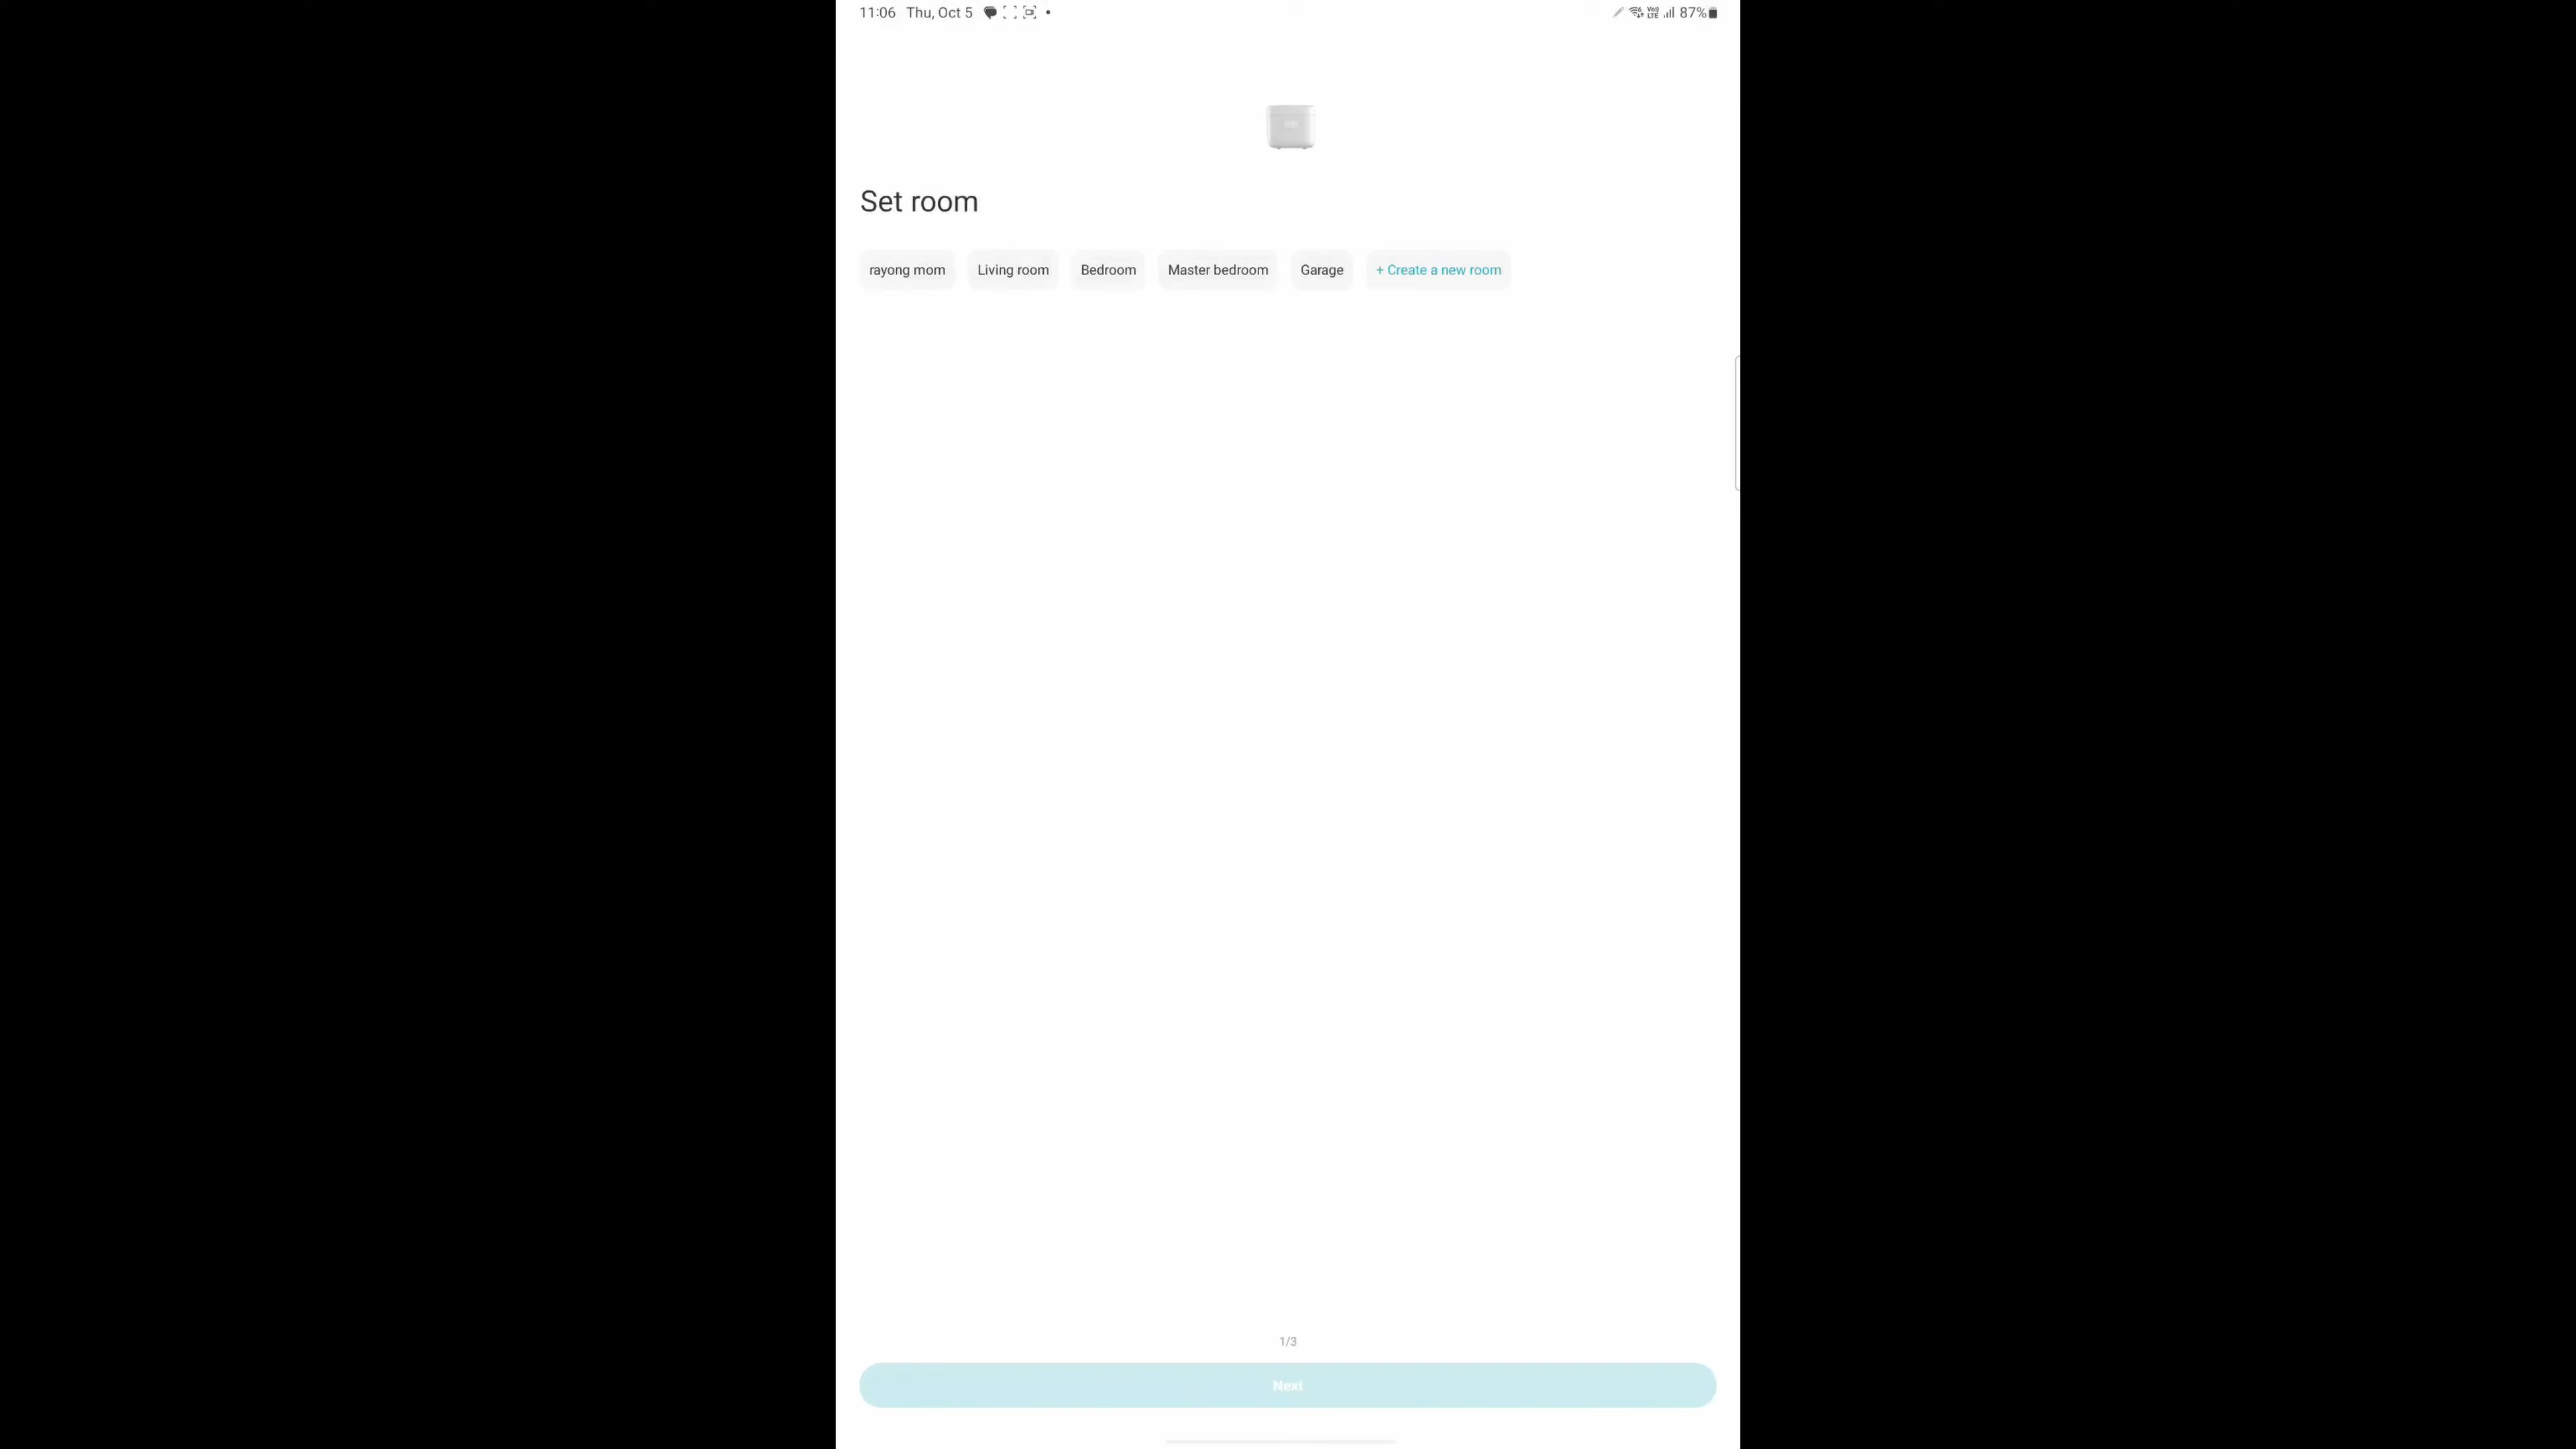 11:06 Thu, Oct 5 87%
Set room
rayong mom Living room Bedroom Master bedroom Garage + Create a new room
1/3
Next